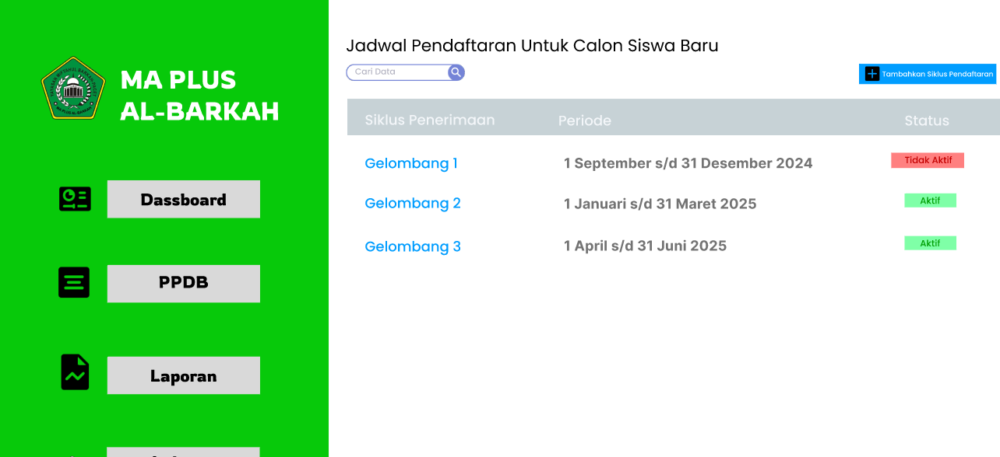 MA PLUS
AL-BARKAH
Dassboard
PPDB
Laporan
Jadwal Pendaftaran Untuk Calon Siswa Baru
Cari Data
Tambahkan Siklus Pendaftaran
Siklus Penerimaan Periode Status
Gelombang 1 1 September s/d 31 Desember 2024 Tidak Aktif
Gelombang 2 1 Januari s/d 31 Maret 2025 Aktif
Gelombang 3 1 April s/d 31 Juni 2025 Aktif